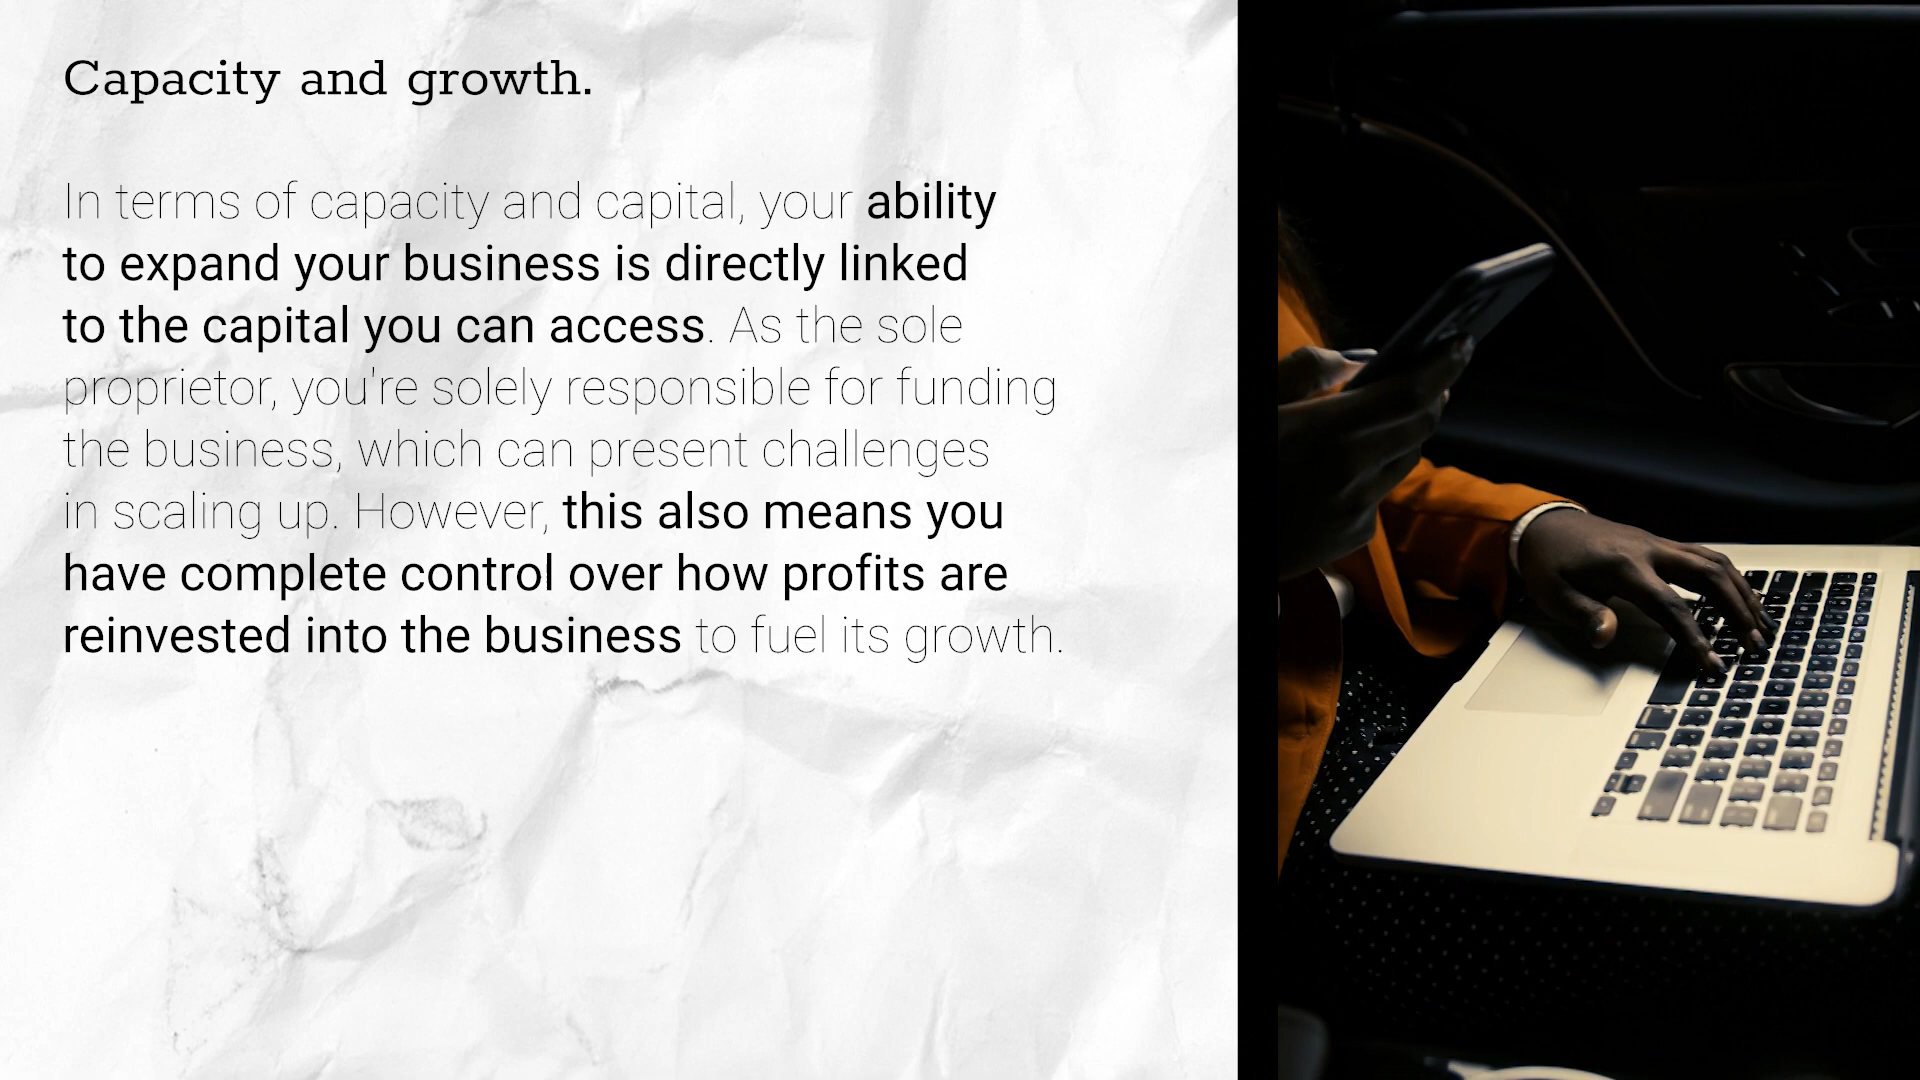 Capacity and growth.
In terms of capacity and capital, your ability
to expand your business is directly linked
to the capital you can access. As the sole
proprietor, you're solely responsible for funding
the business, which can present challenges
in scaling up. However, this also means you
have complete control over how profits are
reinvested into the business to fuel its growth.